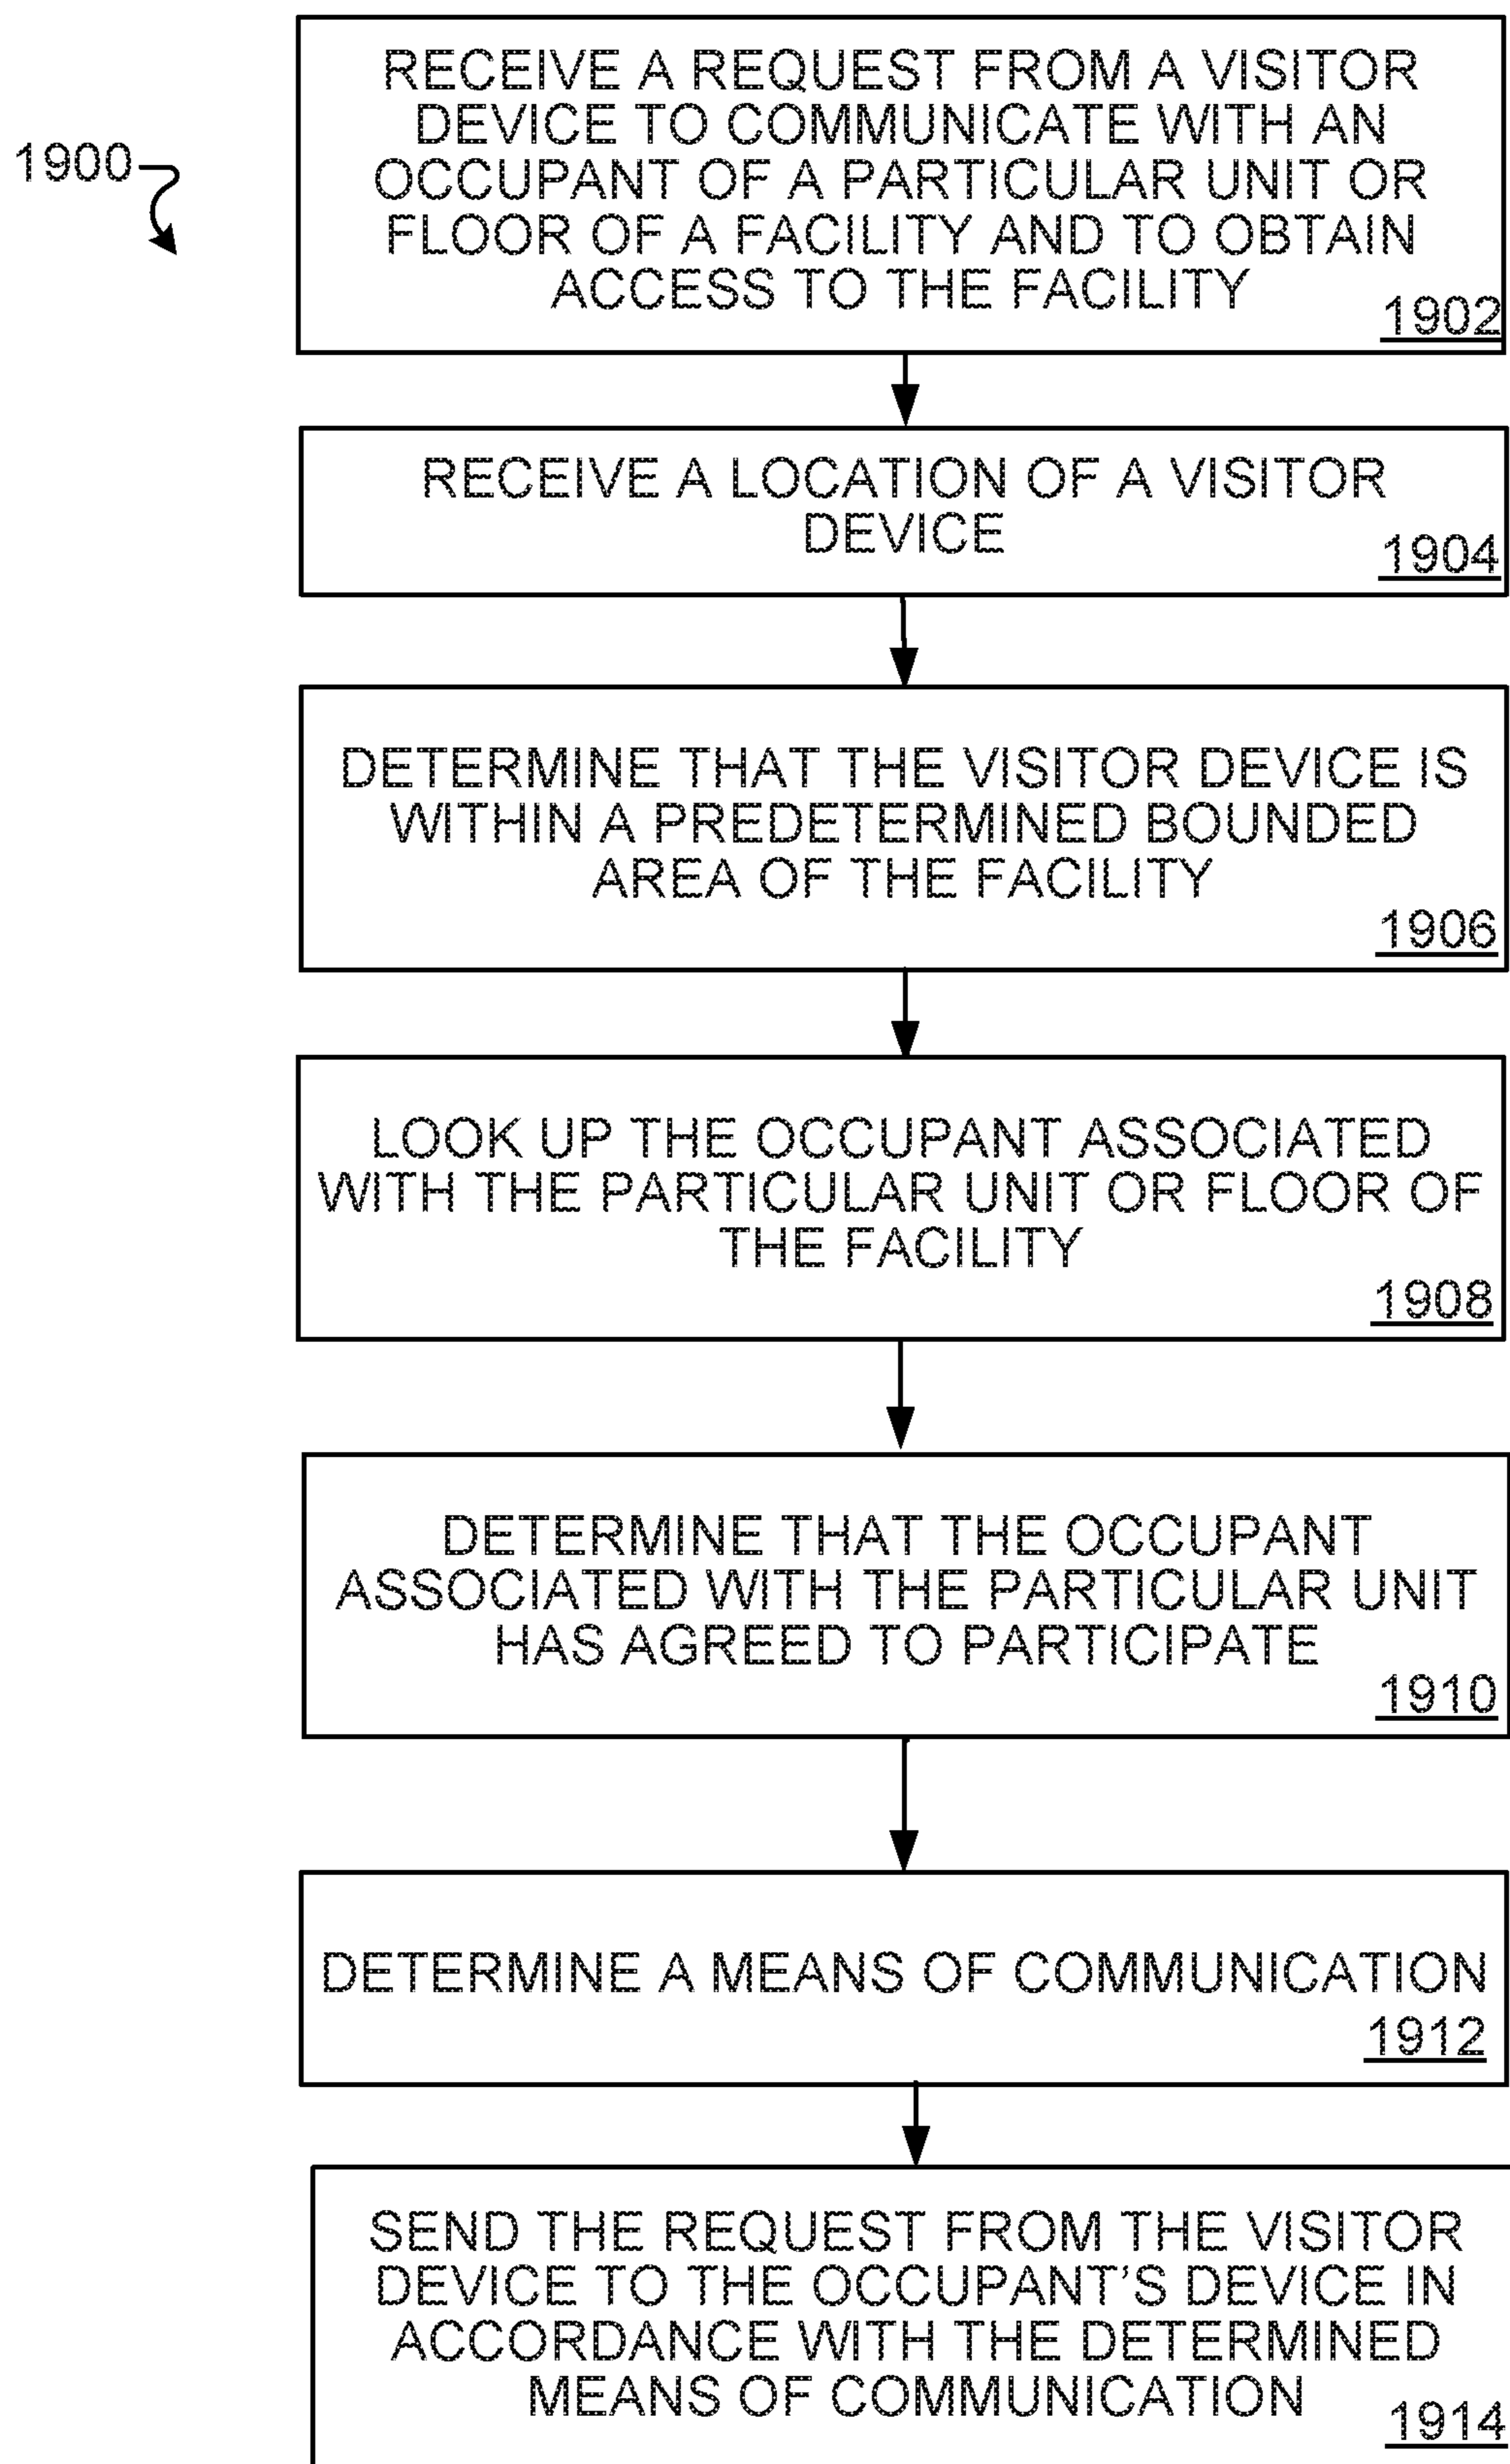 1900
RECEIVE A REQUEST FROM A VISITOR
DEVICE TO COMMUNICATE WITH AN
OCCUPANT OF A PARTICULAR UNIT OR
FLOOR OF A FACILITY AND TO OBTAIN
ACCESS TO THE FACILITY
1902
RECEIVE A LOCATION OF A VISITOR
DEVICE
1904
DETERMINE THAT THE VISITOR DEVICE IS
WITHIN A PREDETERMINED BOUNDED
AREA OF THE FACILITY
1906
LOOK UP THE OCCUPANT ASSOCIATED
WITH THE PARTICULAR UNIT OR FLOOR OF
THE FACILITY
1908
DETERMINE THAT THE OCCUPANT
ASSOCIATED WITH THE PARTICULAR UNIT
HAS AGREED TO PARTICIPATE
1910
DETERMINE A MEANS OF COMMUNICATION
1912
SEND THE REQUEST FROM THE VISITOR
DEVICE TO THE OCCUPANT'S DEVICE IN
ACCORDANCE WITH THE DETERMINED
MEANS OF COMMUNICATION
1914